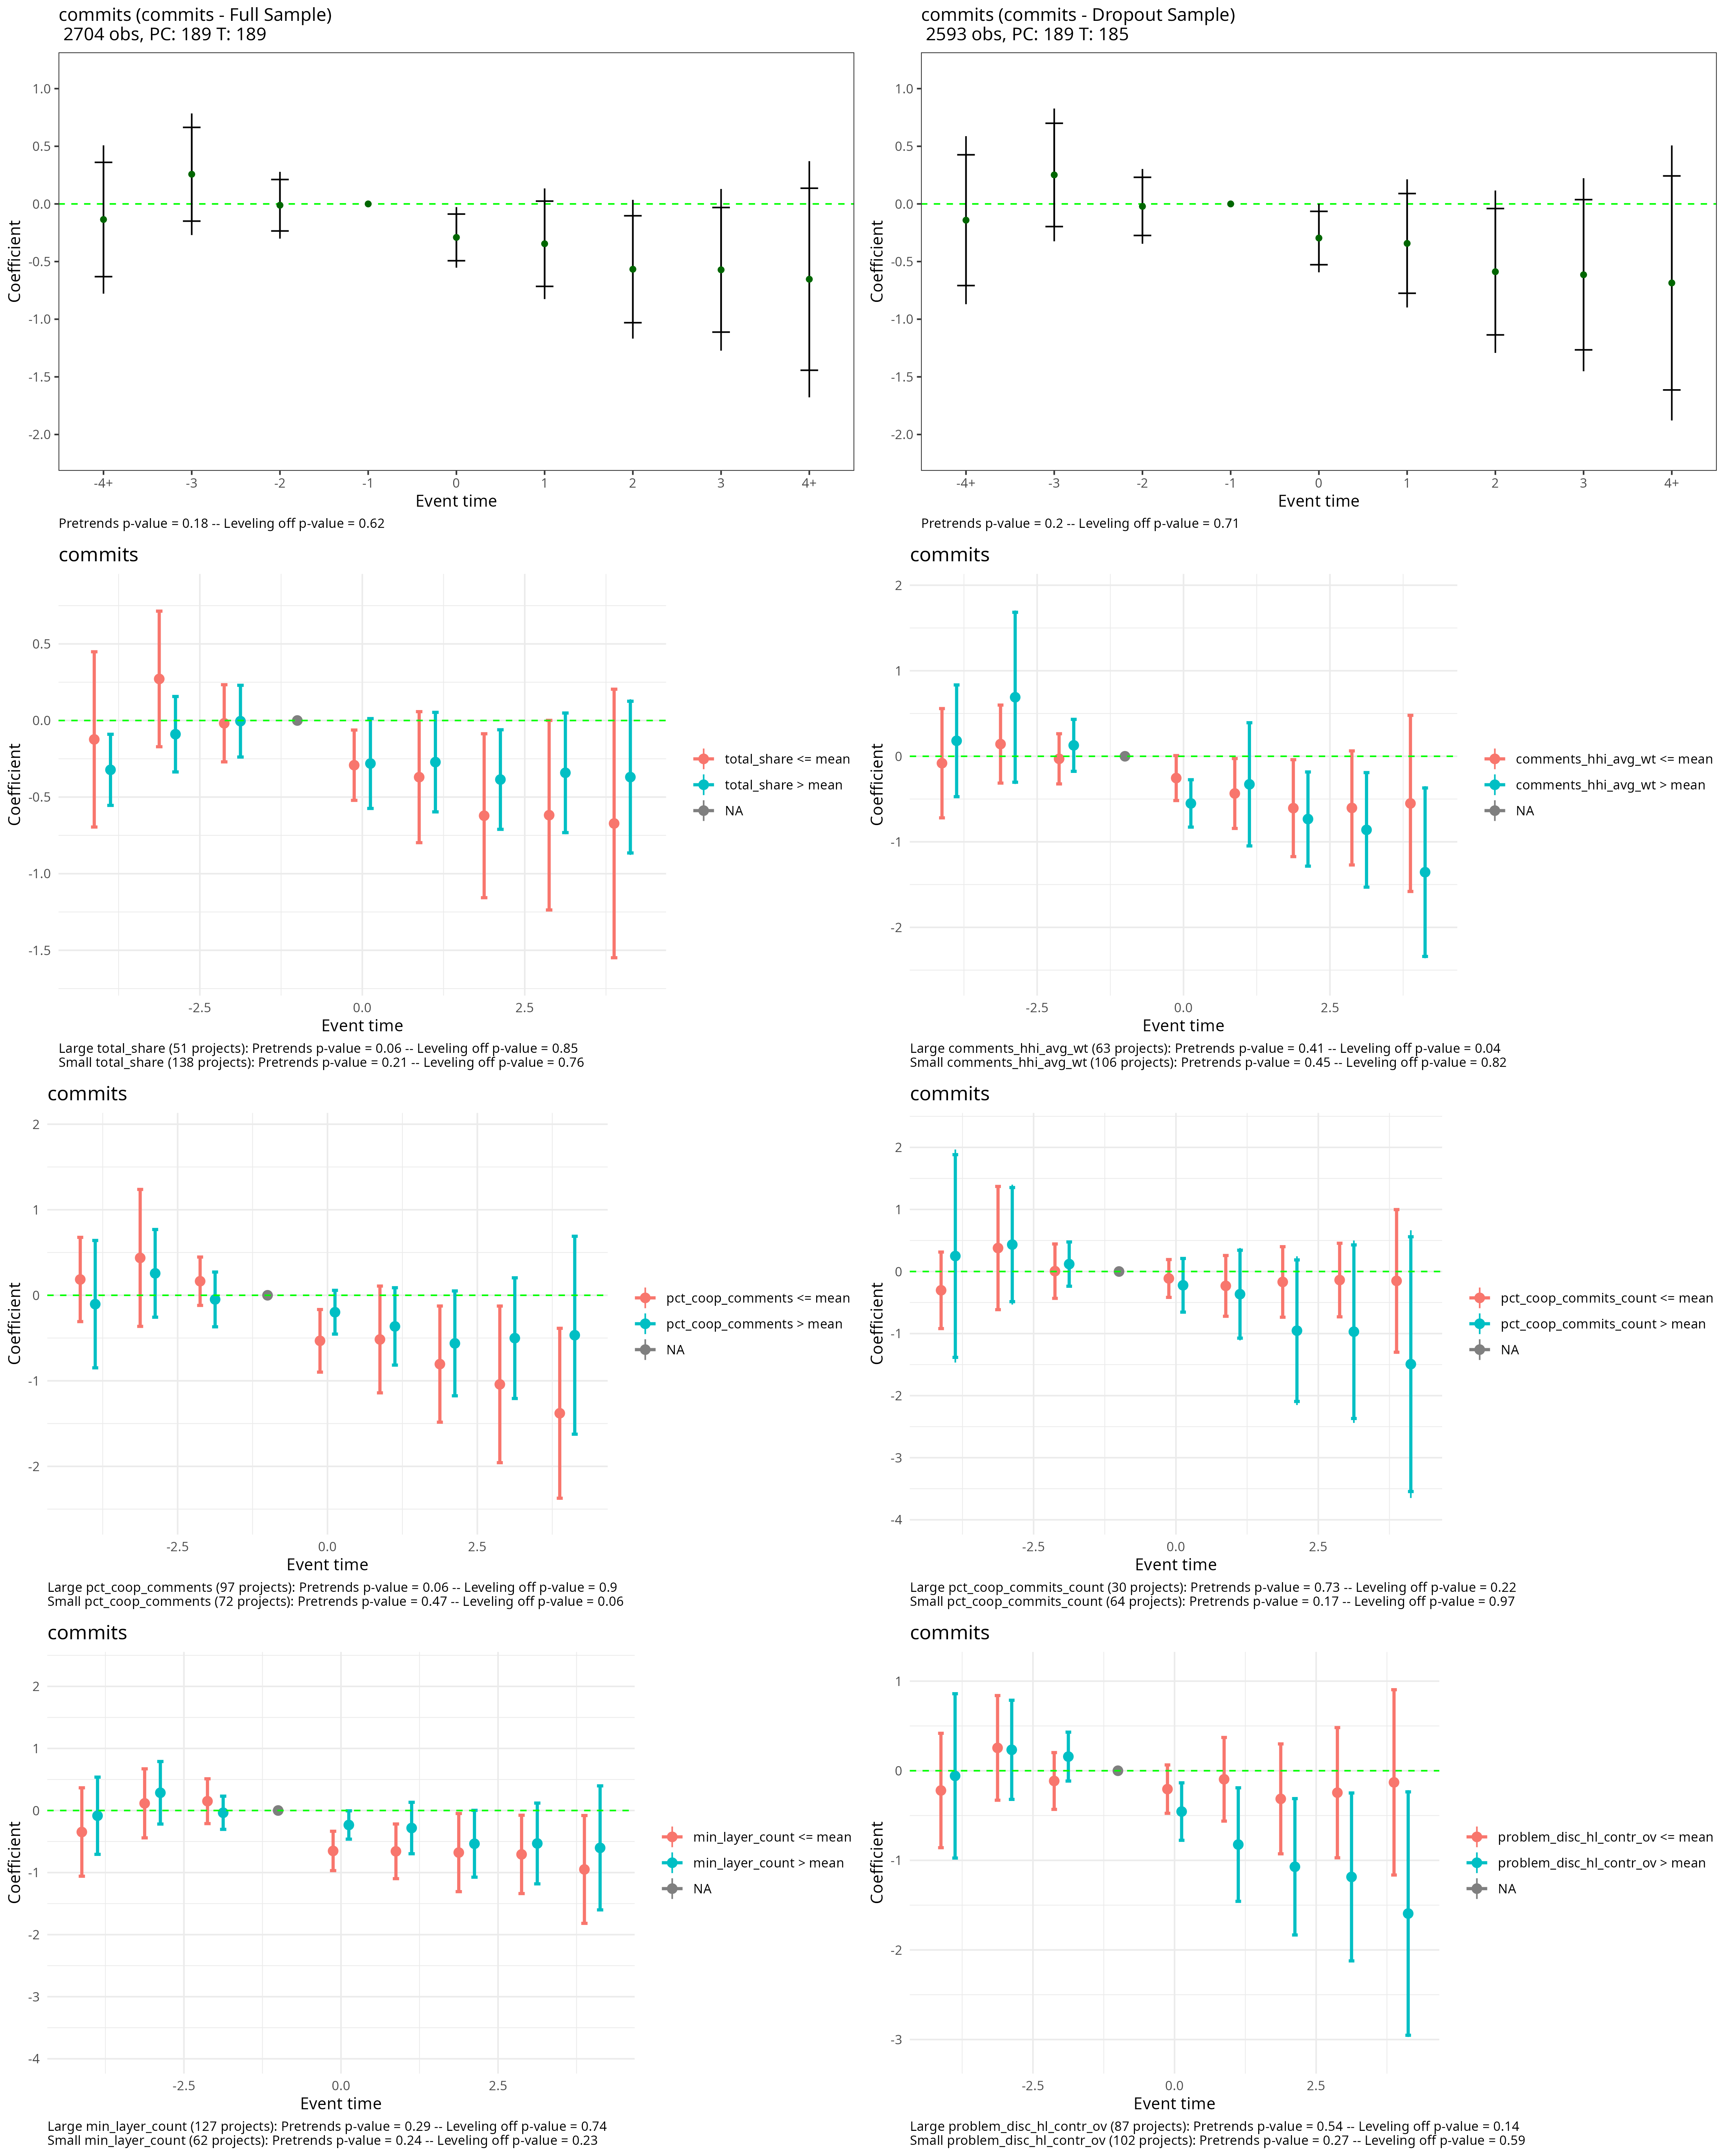 commits (commits - Full Sample)
2704 obs, PC: 189 T: 189
1.0
0.5
0.0
-0.5
-1.0
-1.5
-2.0
Coefficient
-4+ -3 -2 -1 0 1 2 3 4+
Event time
Pretrends p-value = 0.18 -- Leveling off p-value = 0.62
commits (commits - Dropout Sample)
2593 obs, PC: 189 T: 185
1.0
0.5
0.0
-0.5
-1.0
-1.5
-2.0
Coefficient
-4+ -3 -2 -1 0 1 2 3 4+
Event time
Pretrends p-value = 0.2 -- Leveling off p-value = 0.71
commits
0.5
0.0
-0.5
-1.0
-1.5
Coefficient
-2.5 0.0 2.5
Event time
total_share <= mean
total_share > mean
NA
Large total_share (51 projects): Pretrends p-value = 0.06 -- Leveling off p-value = 0.85
Small total_share (138 projects): Pretrends p-value = 0.21 -- Leveling off p-value = 0.76
commits
2
1
0
-1
-2
Coefficient
-2.5 0.0 2.5
Event time
comments_hhi_avg_wt <= mean
comments_hhi_avg_wt > mean
NA
Large comments_hhi_avg_wt (63 projects): Pretrends p-value = 0.41 -- Leveling off p-value = 0.04
Small comments_hhi_avg_wt (106 projects): Pretrends p-value = 0.45 -- Leveling off p-value = 0.82
commits
2
1
0
-1
-2
Coefficient
-2.5 0.0 2.5
Event time
pct_coop_comments <= mean
pct_coop_comments > mean
NA
Large pct_coop_comments (97 projects): Pretrends p-value = 0.06 -- Leveling off p-value = 0.9
Small pct_coop_comments (72 projects): Pretrends p-value = 0.47 -- Leveling off p-value = 0.06
commits
2
1
0
-1
-2
-3
-4
Coefficient
-2.5 0.0 2.5
Event time
pct_coop_commits_count <= mean
pct_coop_commits_count > mean
NA
Large pct_coop_commits_count (30 projects): Pretrends p-value = 0.73 -- Leveling off p-value = 0.22
Small pct_coop_commits_count (64 projects): Pretrends p-value = 0.17 -- Leveling off p-value = 0.97
commits
2
1
0
-1
-2
-3
-4
Coefficient
-2.5 0.0 2.5
Event time
min_layer_count <= mean
min_layer_count > mean
NA
Large min_layer_count (127 projects): Pretrends p-value = 0.29 -- Leveling off p-value = 0.74
Small min_layer_count (62 projects): Pretrends p-value = 0.24 -- Leveling off p-value = 0.23
commits
1
0
-1
-2
-3
Coefficient
-2.5 0.0 2.5
Event time
problem_disc_hl_contr_ov <= mean
problem_disc_hl_contr_ov > mean
NA
Large problem_disc_hl_contr_ov (87 projects): Pretrends p-value = 0.54 -- Leveling off p-value = 0.14
Small problem_disc_hl_contr_ov (102 projects): Pretrends p-value = 0.27 -- Leveling off p-value = 0.59